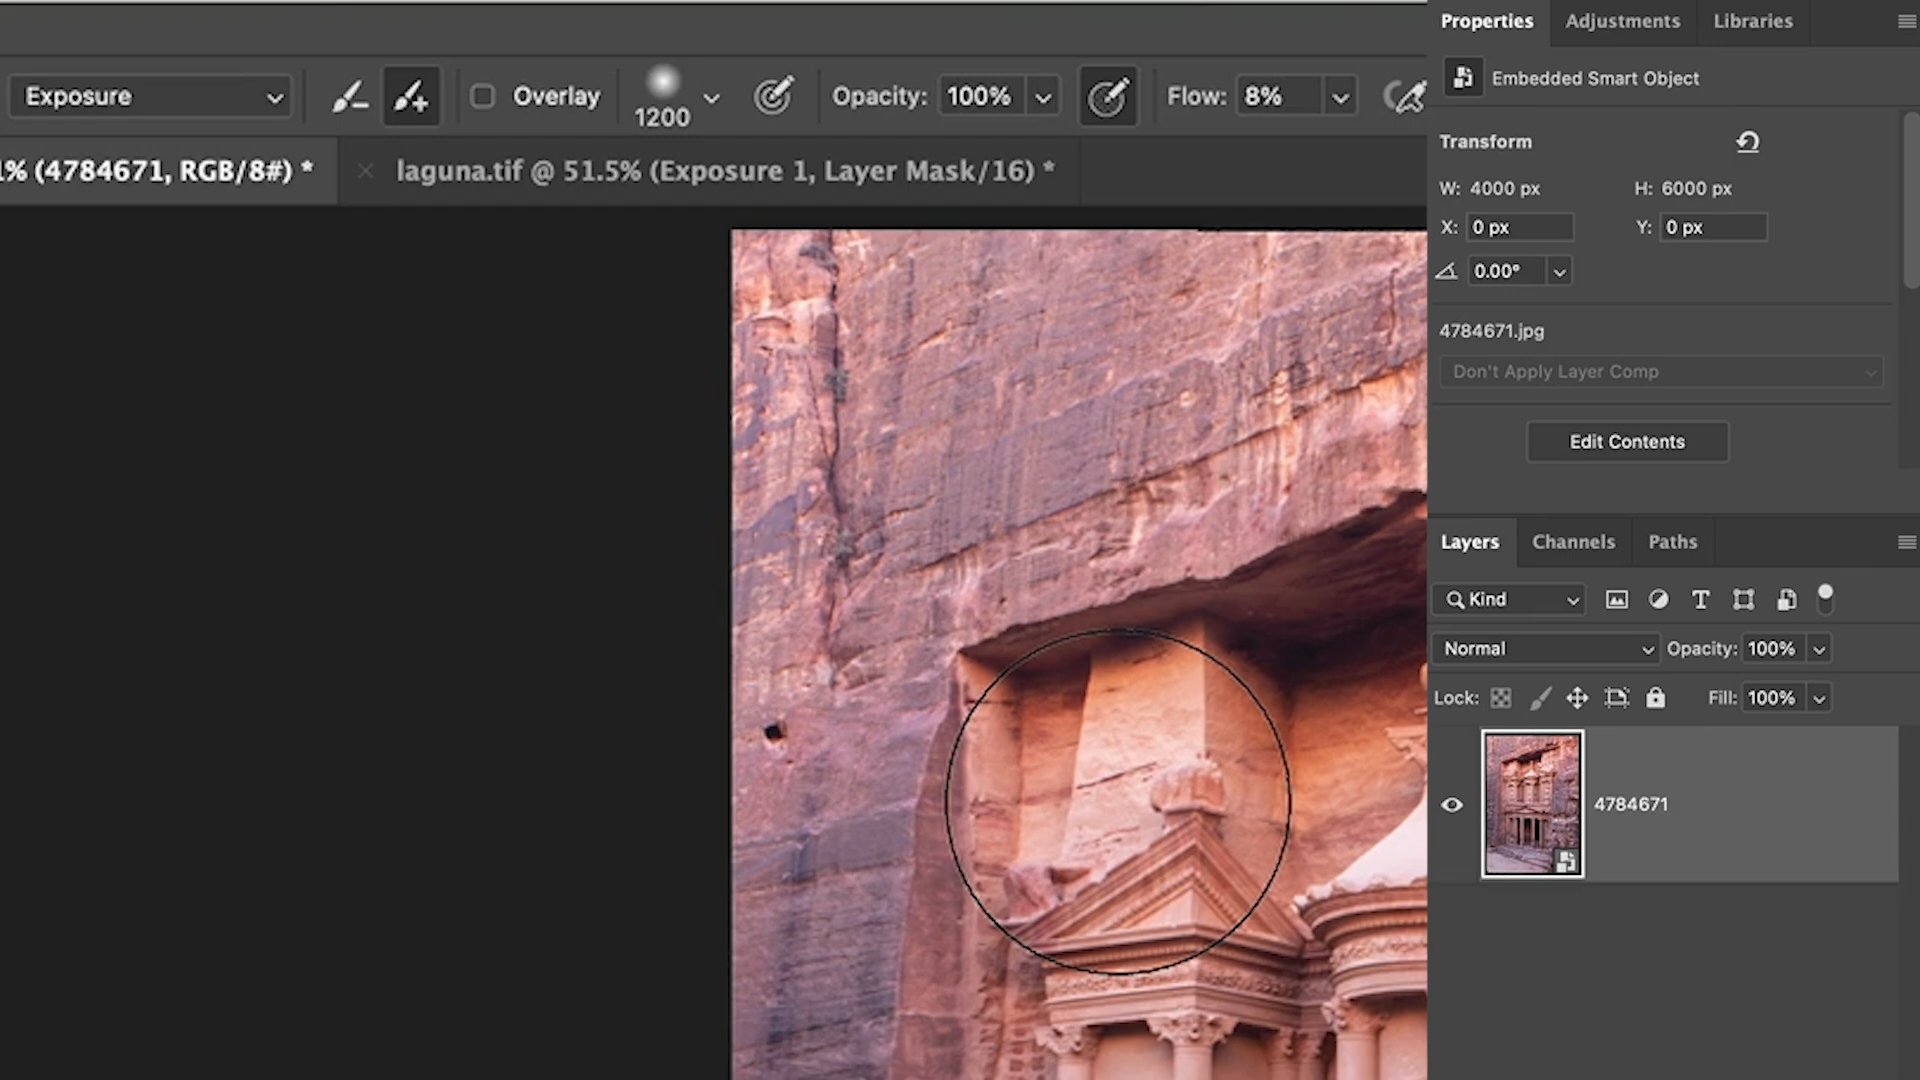 Exposure
Overlay
1200
Opacity: 100%
Flow: 8%
1% (4784671, RGB/8#) *
laguna.tif @ 51.5% (Exposure 1, Layer Mask/16) *
Properties
Adjustments
Libraries
Embedded Smart Object
Transform
W: 4000 px
H: 6000 px
X: 0 px
Y: 0 px
0.00°
4784671.jpg
Don't Apply Layer Comp
Edit Contents
Layers
Channels
Paths
Kind
Normal
Opacity: 100%
Lock:
Fill: 100%
4784671